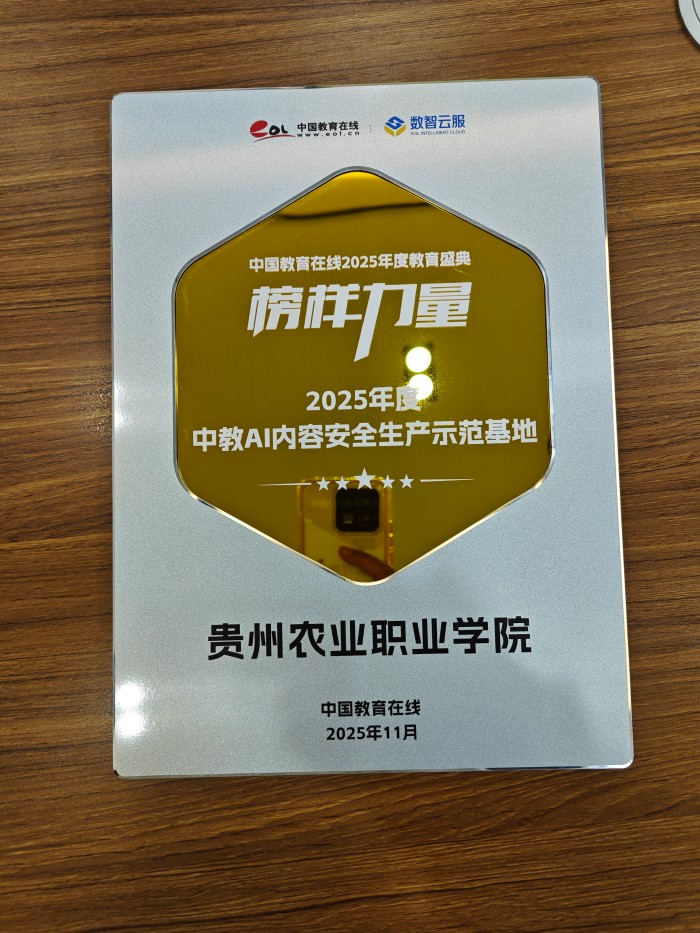 eoL 中国教育在线 www.eol.cn
数智云服 EOL INTELLIGENT CLOUD
中国教育在线2025年度教育盛典
榜样力量
2025年度
中教AI内容安全生产示范基地
贵州农业职业学院
中国教育在线
2025年11月